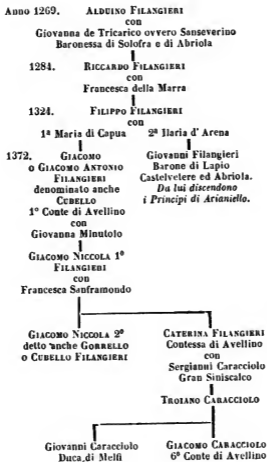 Anno 1269. ALDUINO FILANGIERI
con
Giovanna de Tricarico ovvero Sanseverino
Baronessa di Solofra e di Abriola
1284. RICCARDO FILANGIERI
con
Francesca della Marra
1324. FILIPPO FILANGIERI
con
1ª Maria di Capua 2ª Ilaria d' Arena
1372. GIACOMO
o GIACOMO ANTONIO
FILANGIERI
denominato anche
CUBELLO
1º Conte di Avellino
con
Giovanna Minutolo
Giovanni Filangieri
Barone di Lapio
Castelvetere ed Abriola.
Da lui discendono
i Principi di Arianiello.
GIACOMO NICCOLA 1º
FILANGIERI
con
Francesca Sanframondo
GIACOMO NICCOLA 2º
detto anche GORRELLO
o CUBELLO FILANGIERI
CATERINA FILANGIERI
Contessa di Avellino
con
Sergianni Caracciolo
Gran Siniscalco
TROIANO CARACCIOLO
Giovanni Caracciolo
Duca di Melfi
GIACOMO CARACCIOLO
6º Conte di Avellino